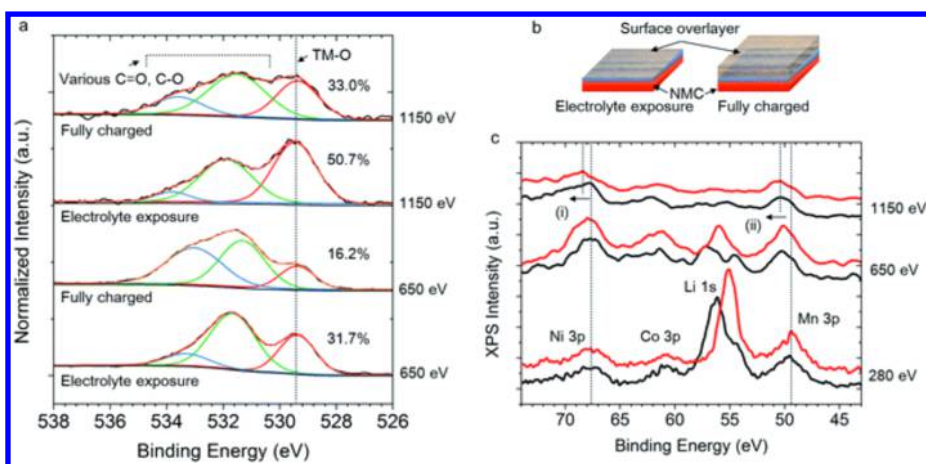 a
Normalized Intensity (a.u.)
TM-O
Various C=O, C-O
33.0%
Fully charged
1150 eV
50.7%
Electrolyte exposure
1150 eV
16.2%
Fully charged
650 eV
31.7%
Electrolyte exposure
650 eV
538 536 534 532 530 528 526
Binding Energy (eV)
b
Surface overlayer
NMC
Electrolyte exposure
Fully charged
c
XPS Intensity (a.u.)
1150 eV
(i)
(ii)
650 eV
Li 1s
Ni 3p
Co 3p
Mn 3p
280 eV
70 65 60 55 50 45
Binding Energy (eV)